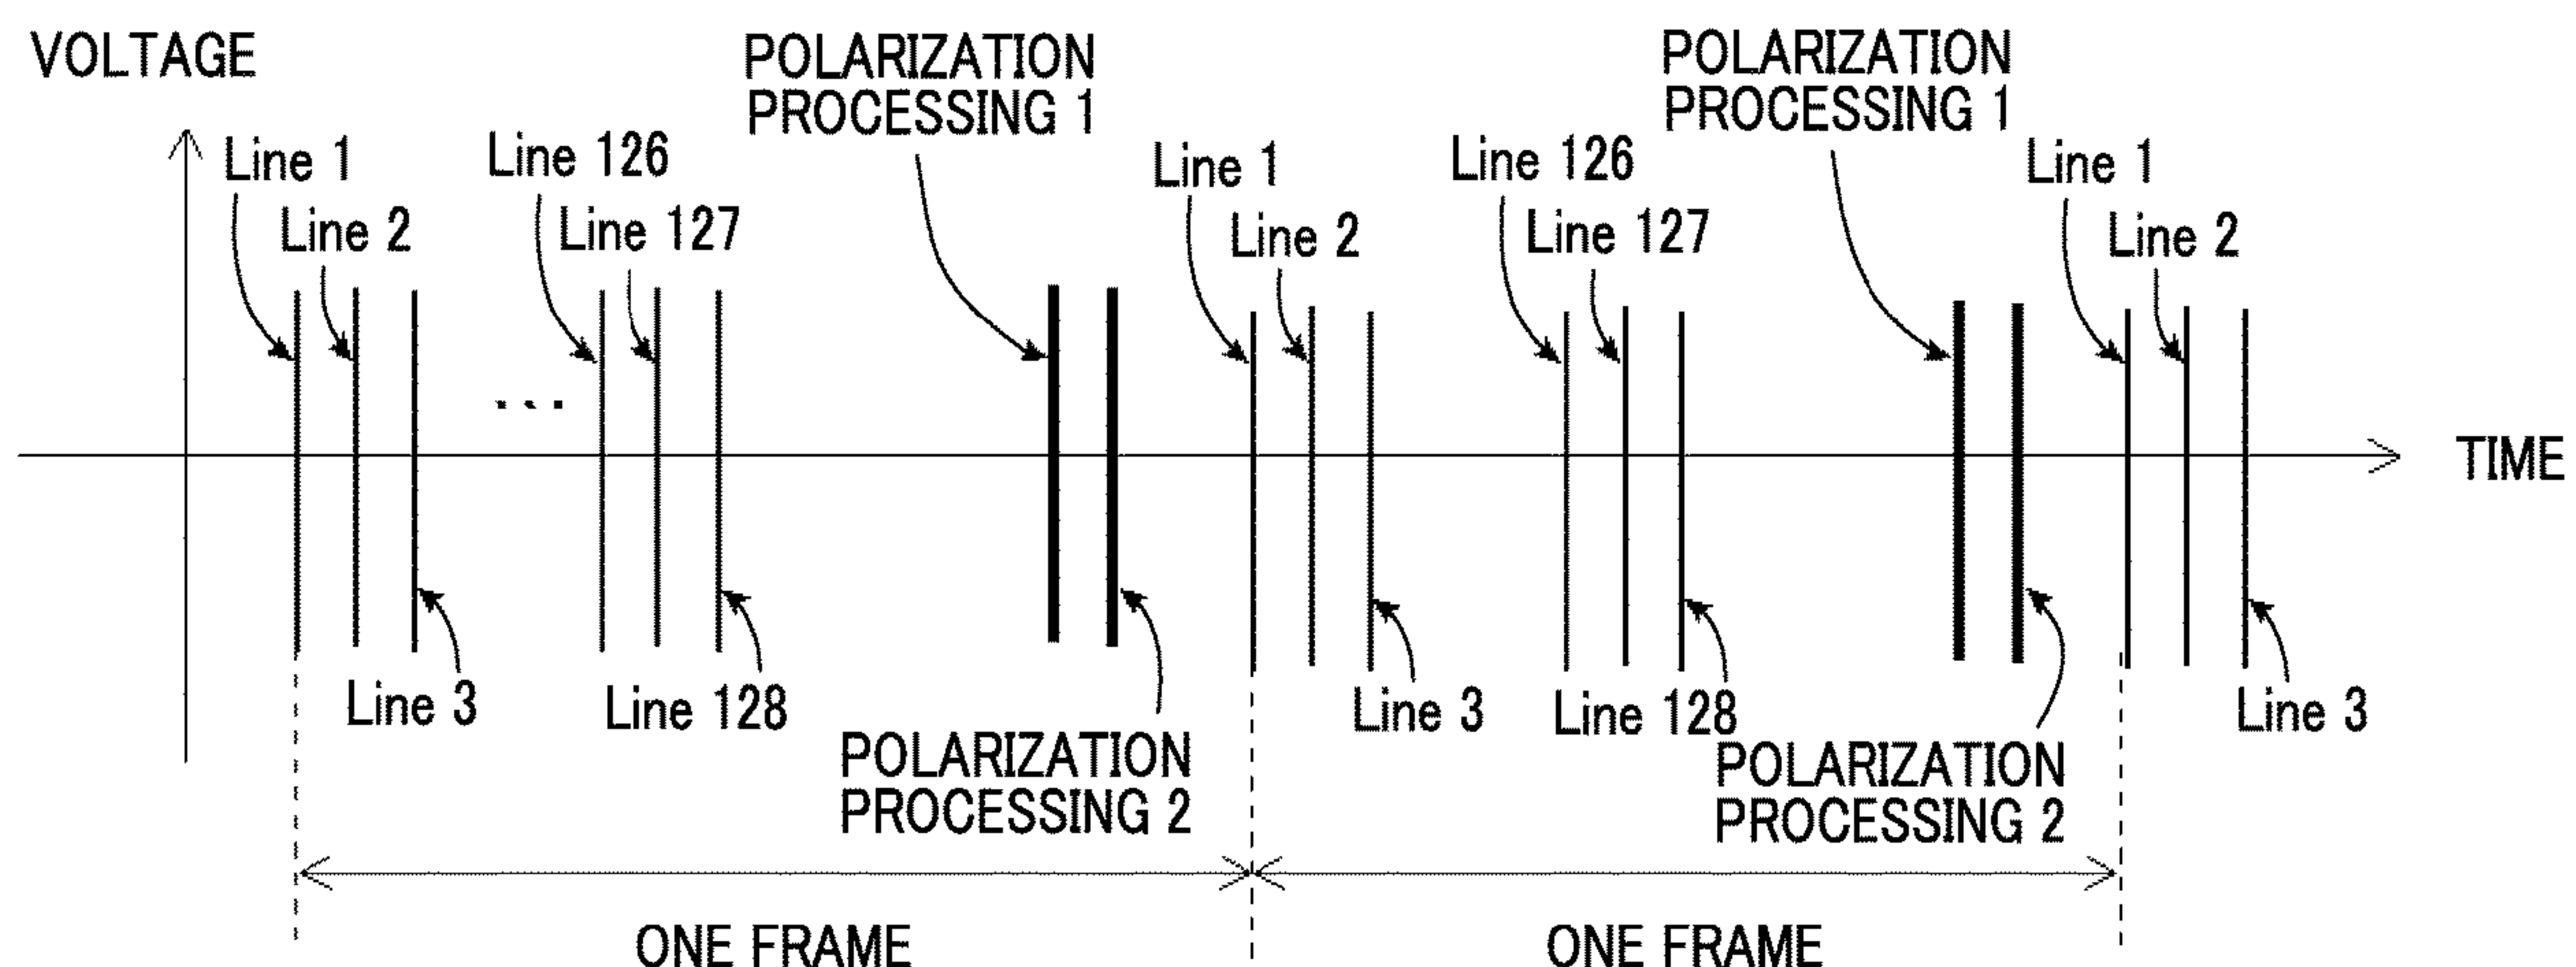 VOLTAGE
POLARIZATION
PROCESSING 1
POLARIZATION
PROCESSING 1
Line 1
Line 2
Line 126
Line 127
Line 1
Line 2
Line 126
Line 127
Line 1
Line 2
...
TIME
Line 3
Line 128
POLARIZATION
PROCESSING 2
Line 3
Line 128
POLARIZATION
PROCESSING 2
Line 3
ONE FRAME
ONE FRAME